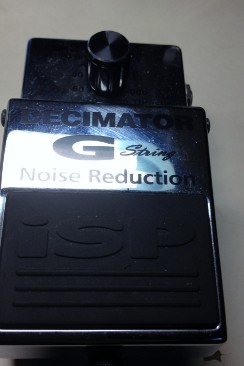 DECIMATOR
G String
Noise Reduction
iSP